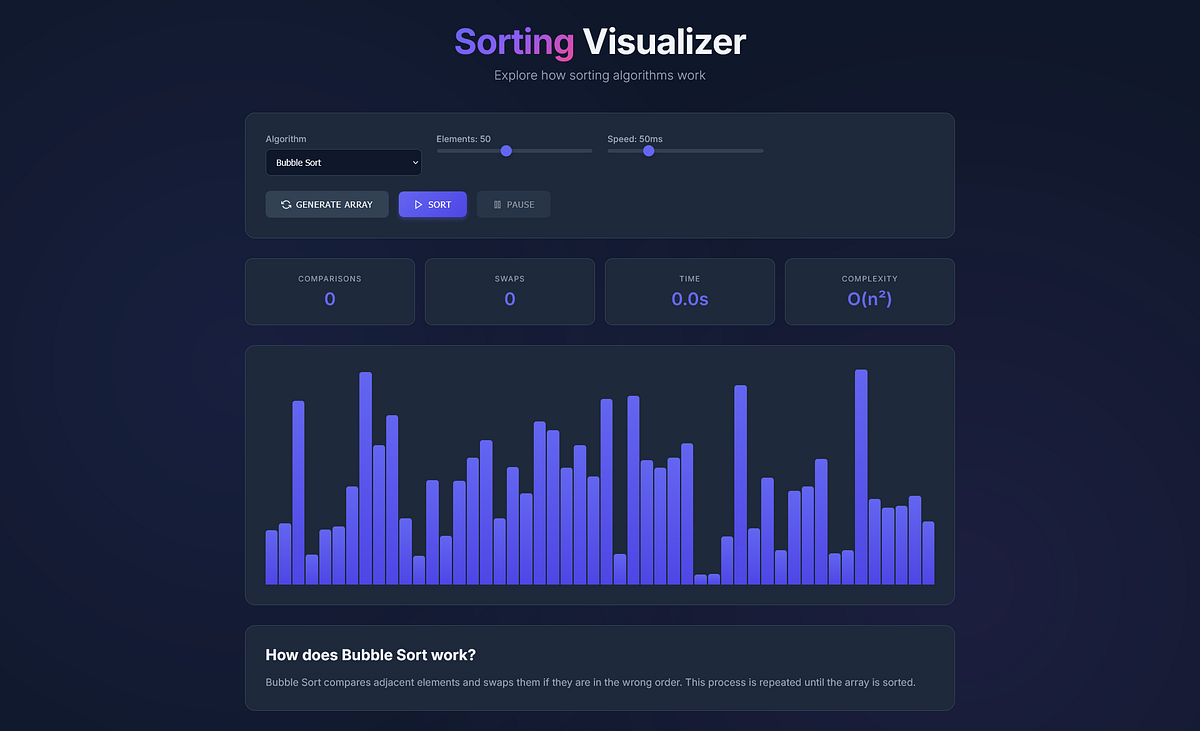 Sorting Visualizer
Explore how sorting algorithms work
Algorithm
Elements: 50
Speed: 50ms
Bubble Sort
GENERATE ARRAY
SORT
PAUSE
COMPARISONS
0
SWAPS
0
TIME
0.0s
COMPLEXITY
O(n²)
How does Bubble Sort work?
Bubble Sort compares adjacent elements and swaps them if they are in the wrong order. This process is repeated until the array is sorted.